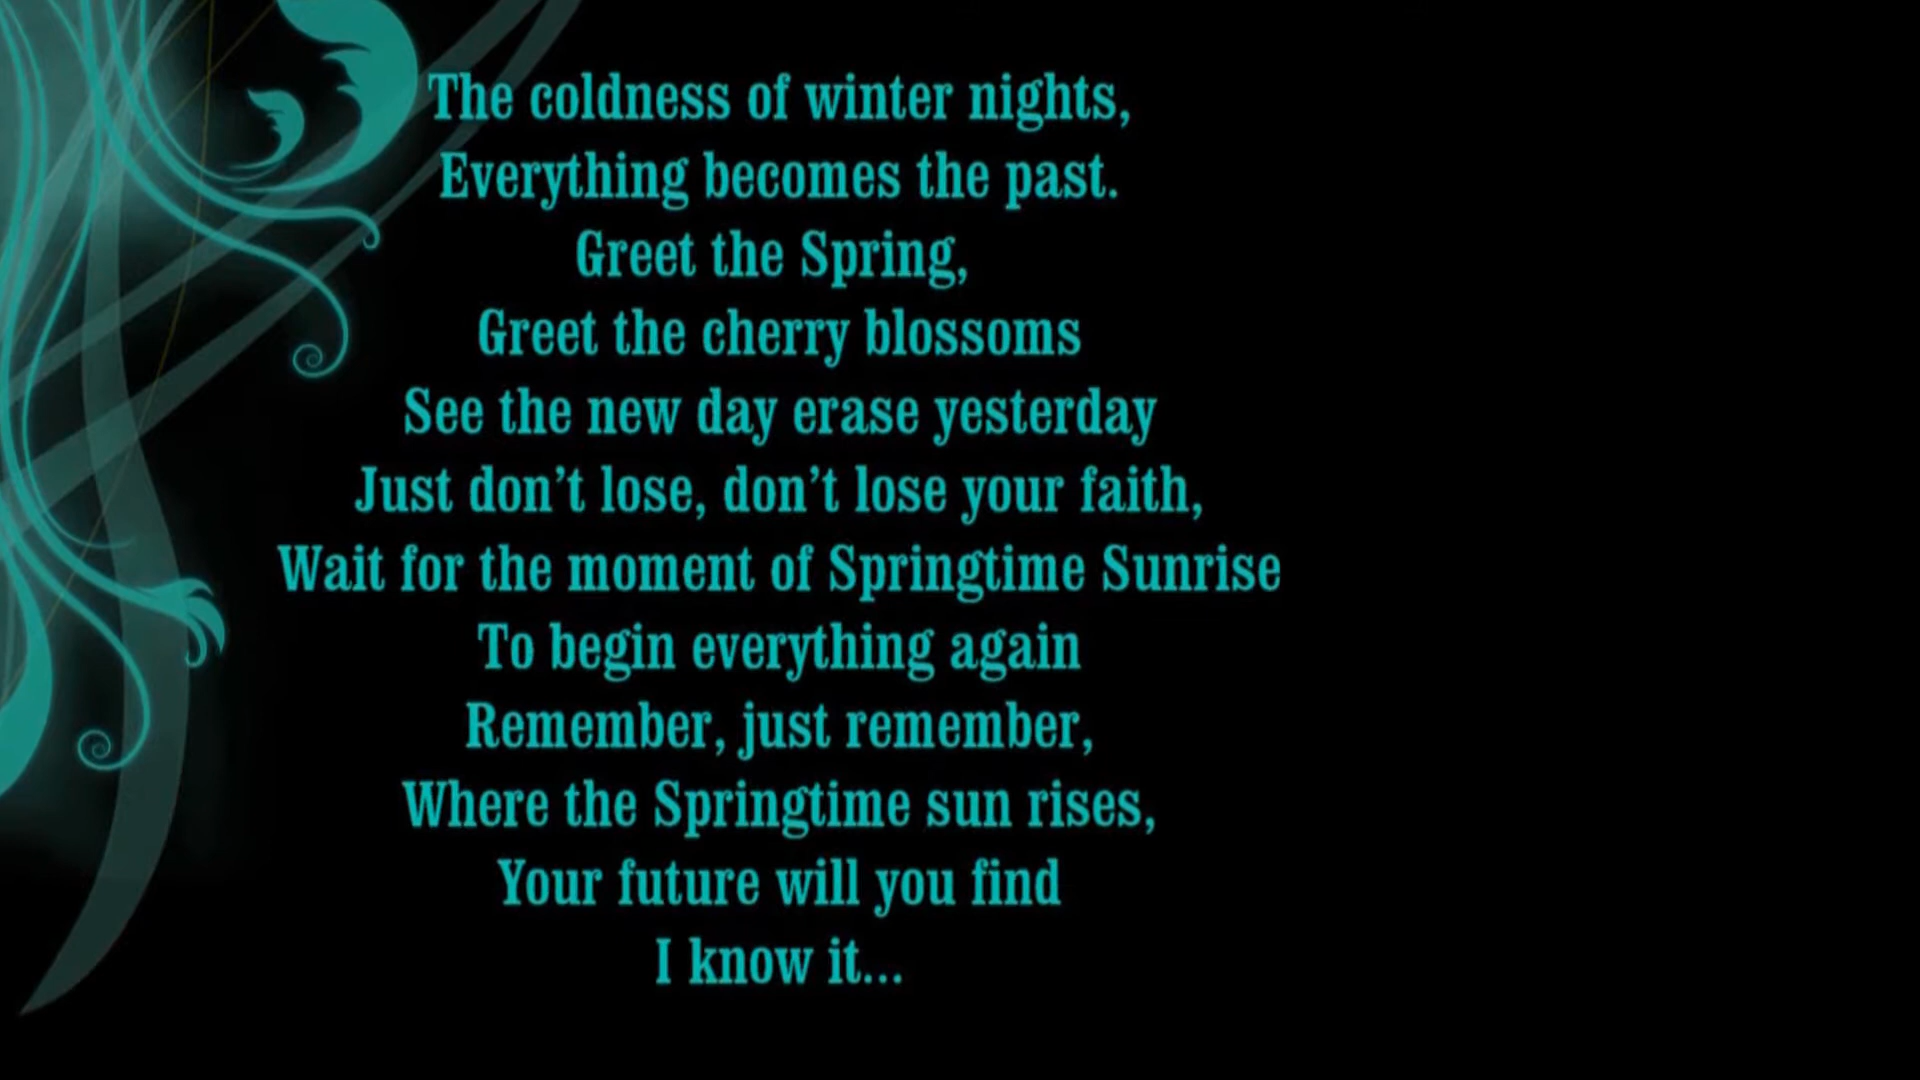 The coldness of winter nights,
Everything becomes the past.
Greet the Spring,
Greet the cherry blossoms
See the new day erase yesterday
Just don’t lose, don’t lose your faith,
Wait for the moment of Springtime Sunrise
To begin everything again
Remember, just remember,
Where the Springtime sun rises,
Your future will you find
I know it...